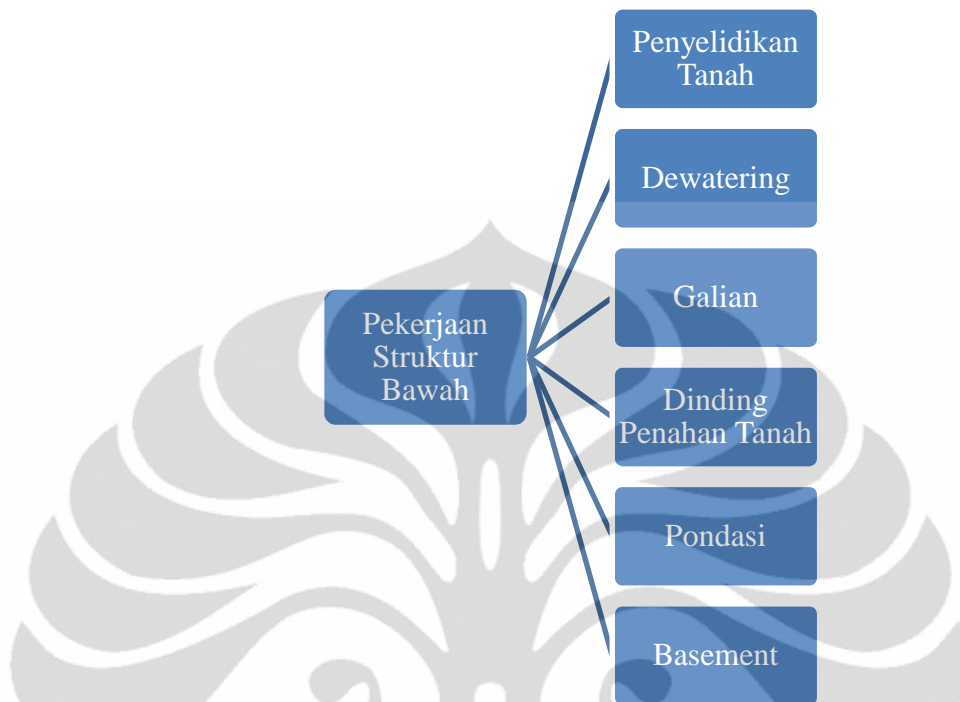 Penyelidikan
Tanah
Dewatering
Galian
Pekerjaan
Struktur
Bawah
Dinding
Penahan Tanah
Pondasi
Basement